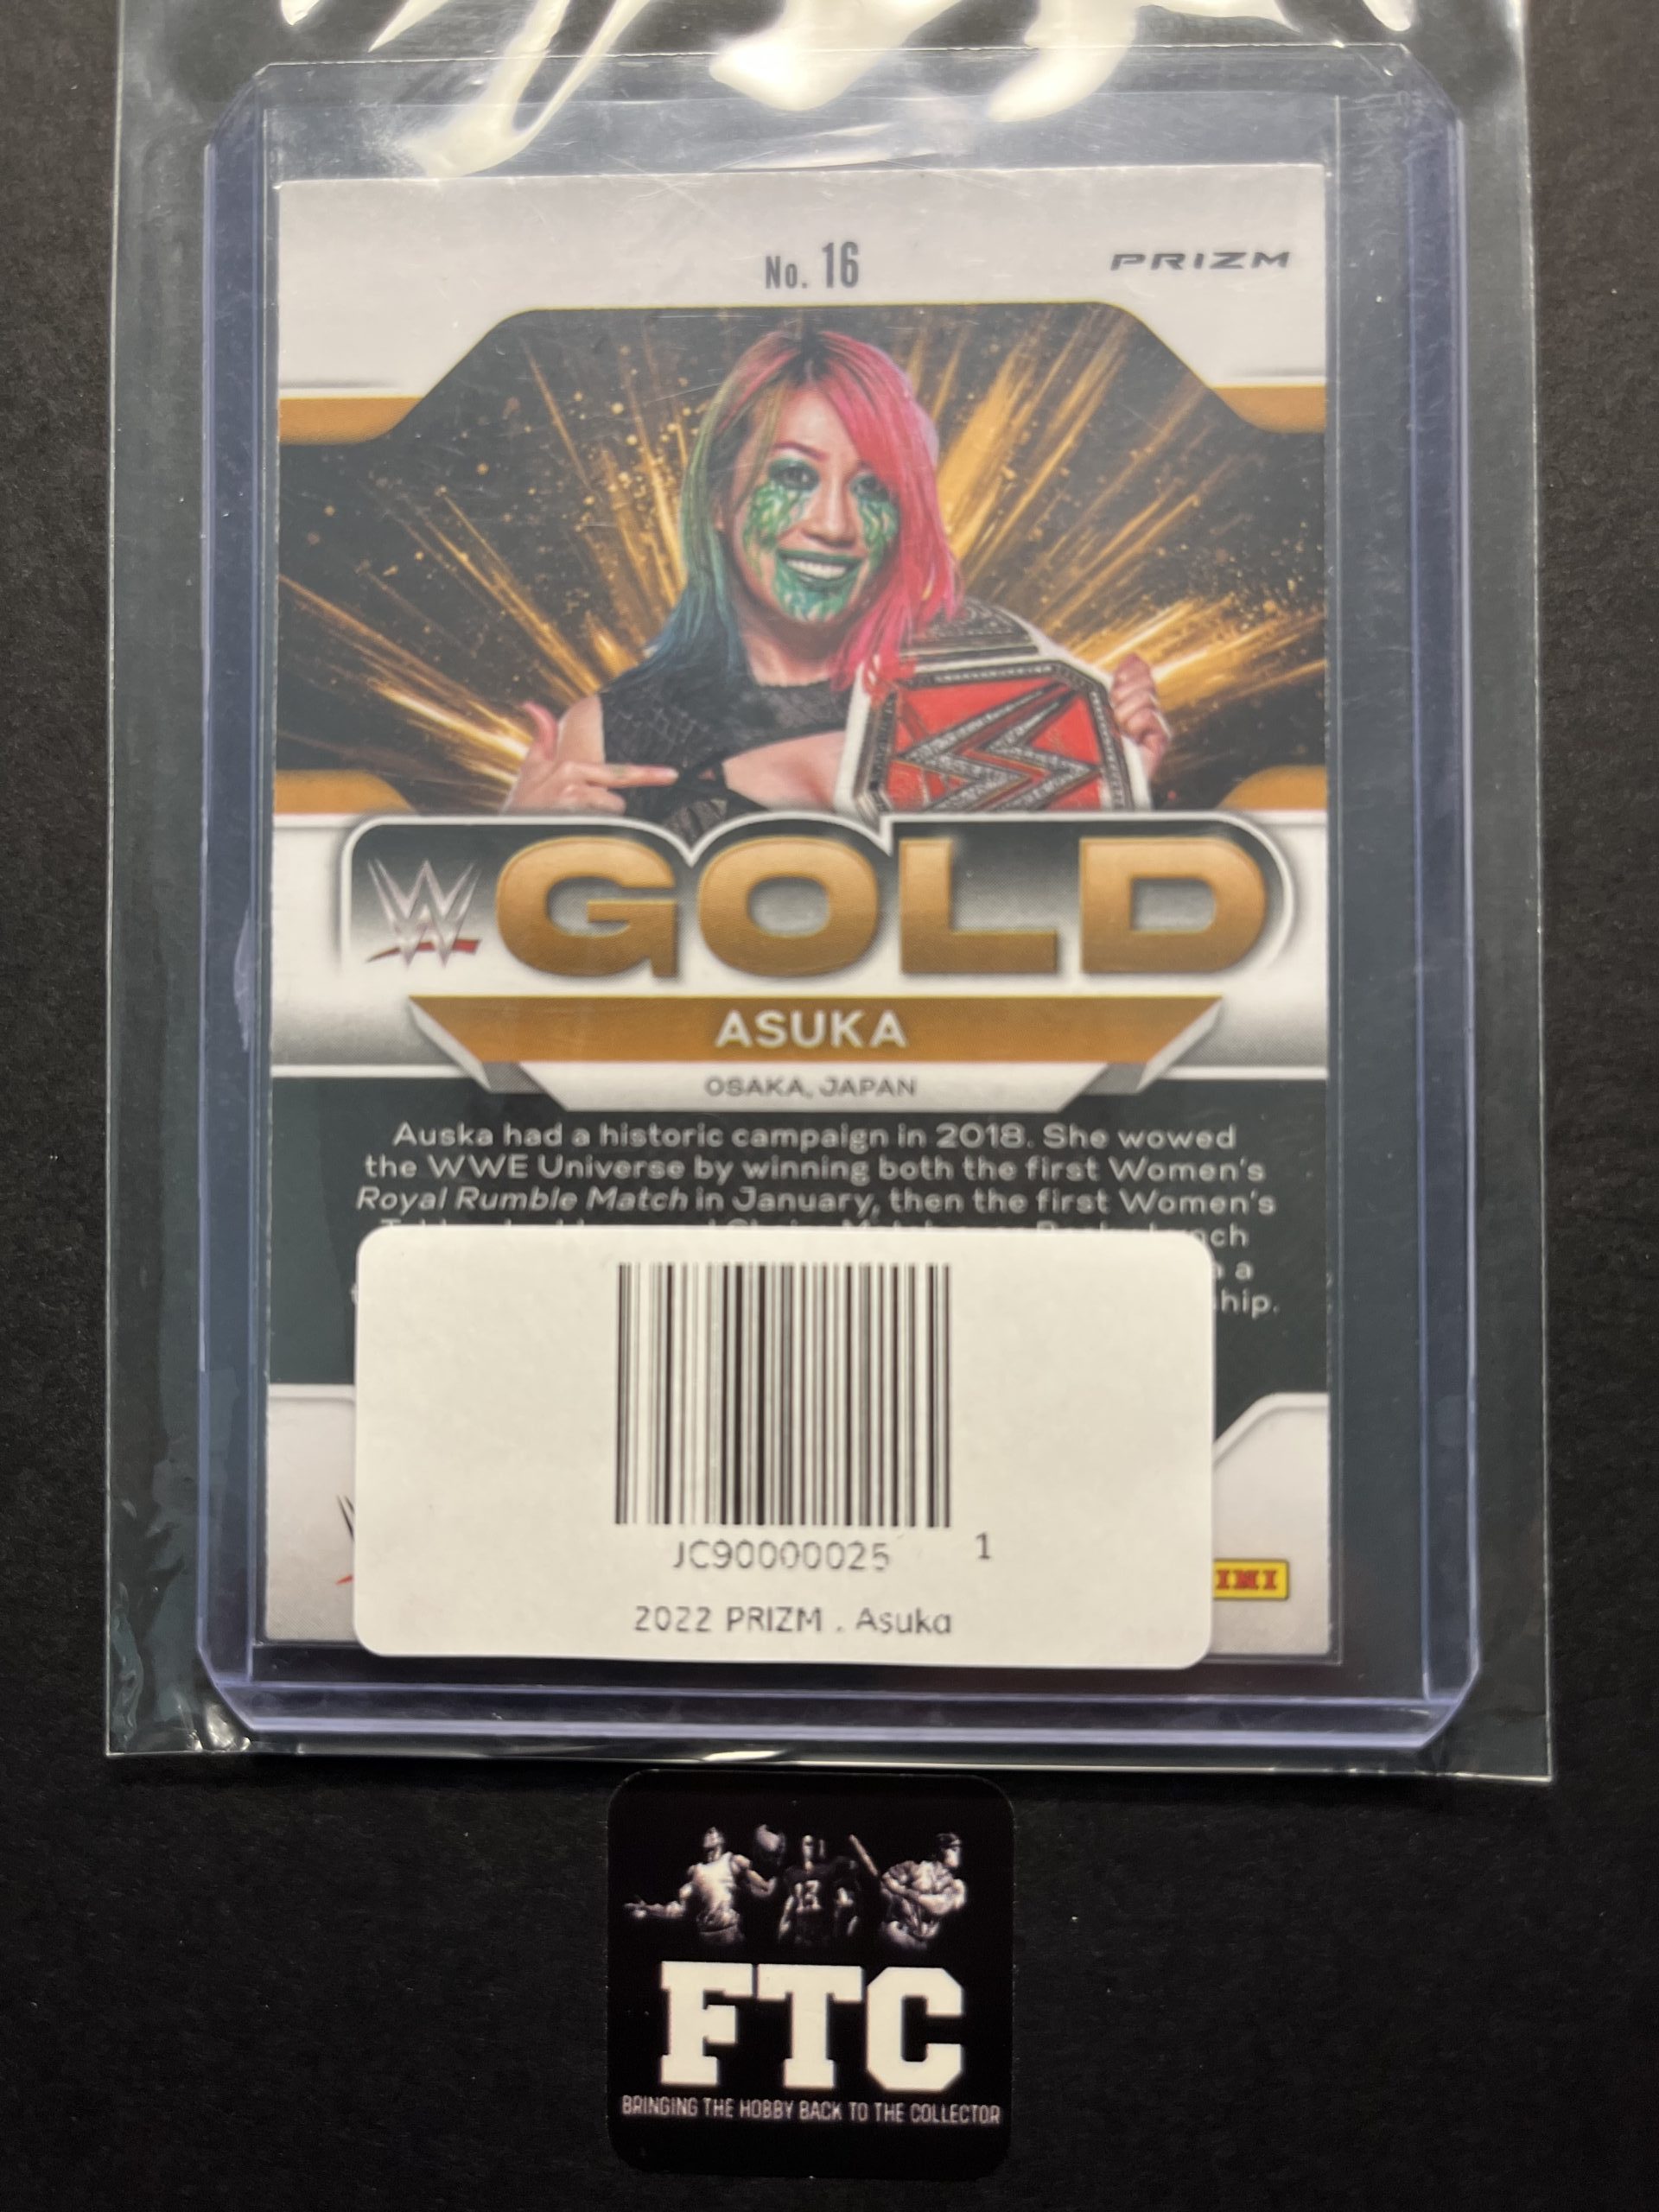 No. 16
PRIZM
W
GOLD
ASUKA
OSAKA, JAPAN
Auska had a historic campaign in 2018. She wowed
the WWE Universe by winning both the first Women's
Royal Rumble Match in January, then the first Women's
a
JC90000025 1
2022 PRIZM . Asuka
13
FTC
BRINGING THE HOBBY BACK TO THE COLLECTOR